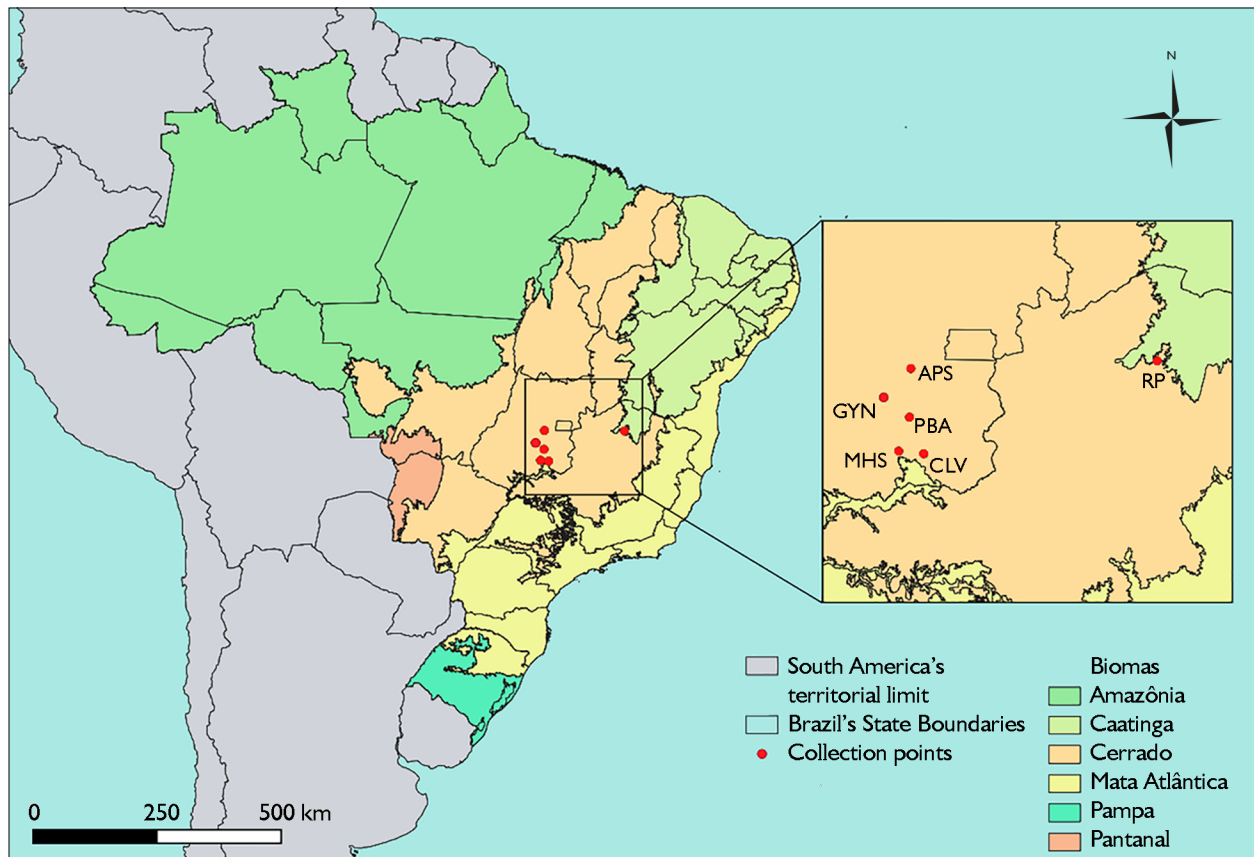 N
APS
RP
GYN
PBA
MHS
CLV
South America's
territorial limit
Brazil's State Boundaries
Collection points
Biomas
Amazônia
Caatinga
Cerrado
Mata Atlântica
Pampa
Pantanal
0 250 500 km